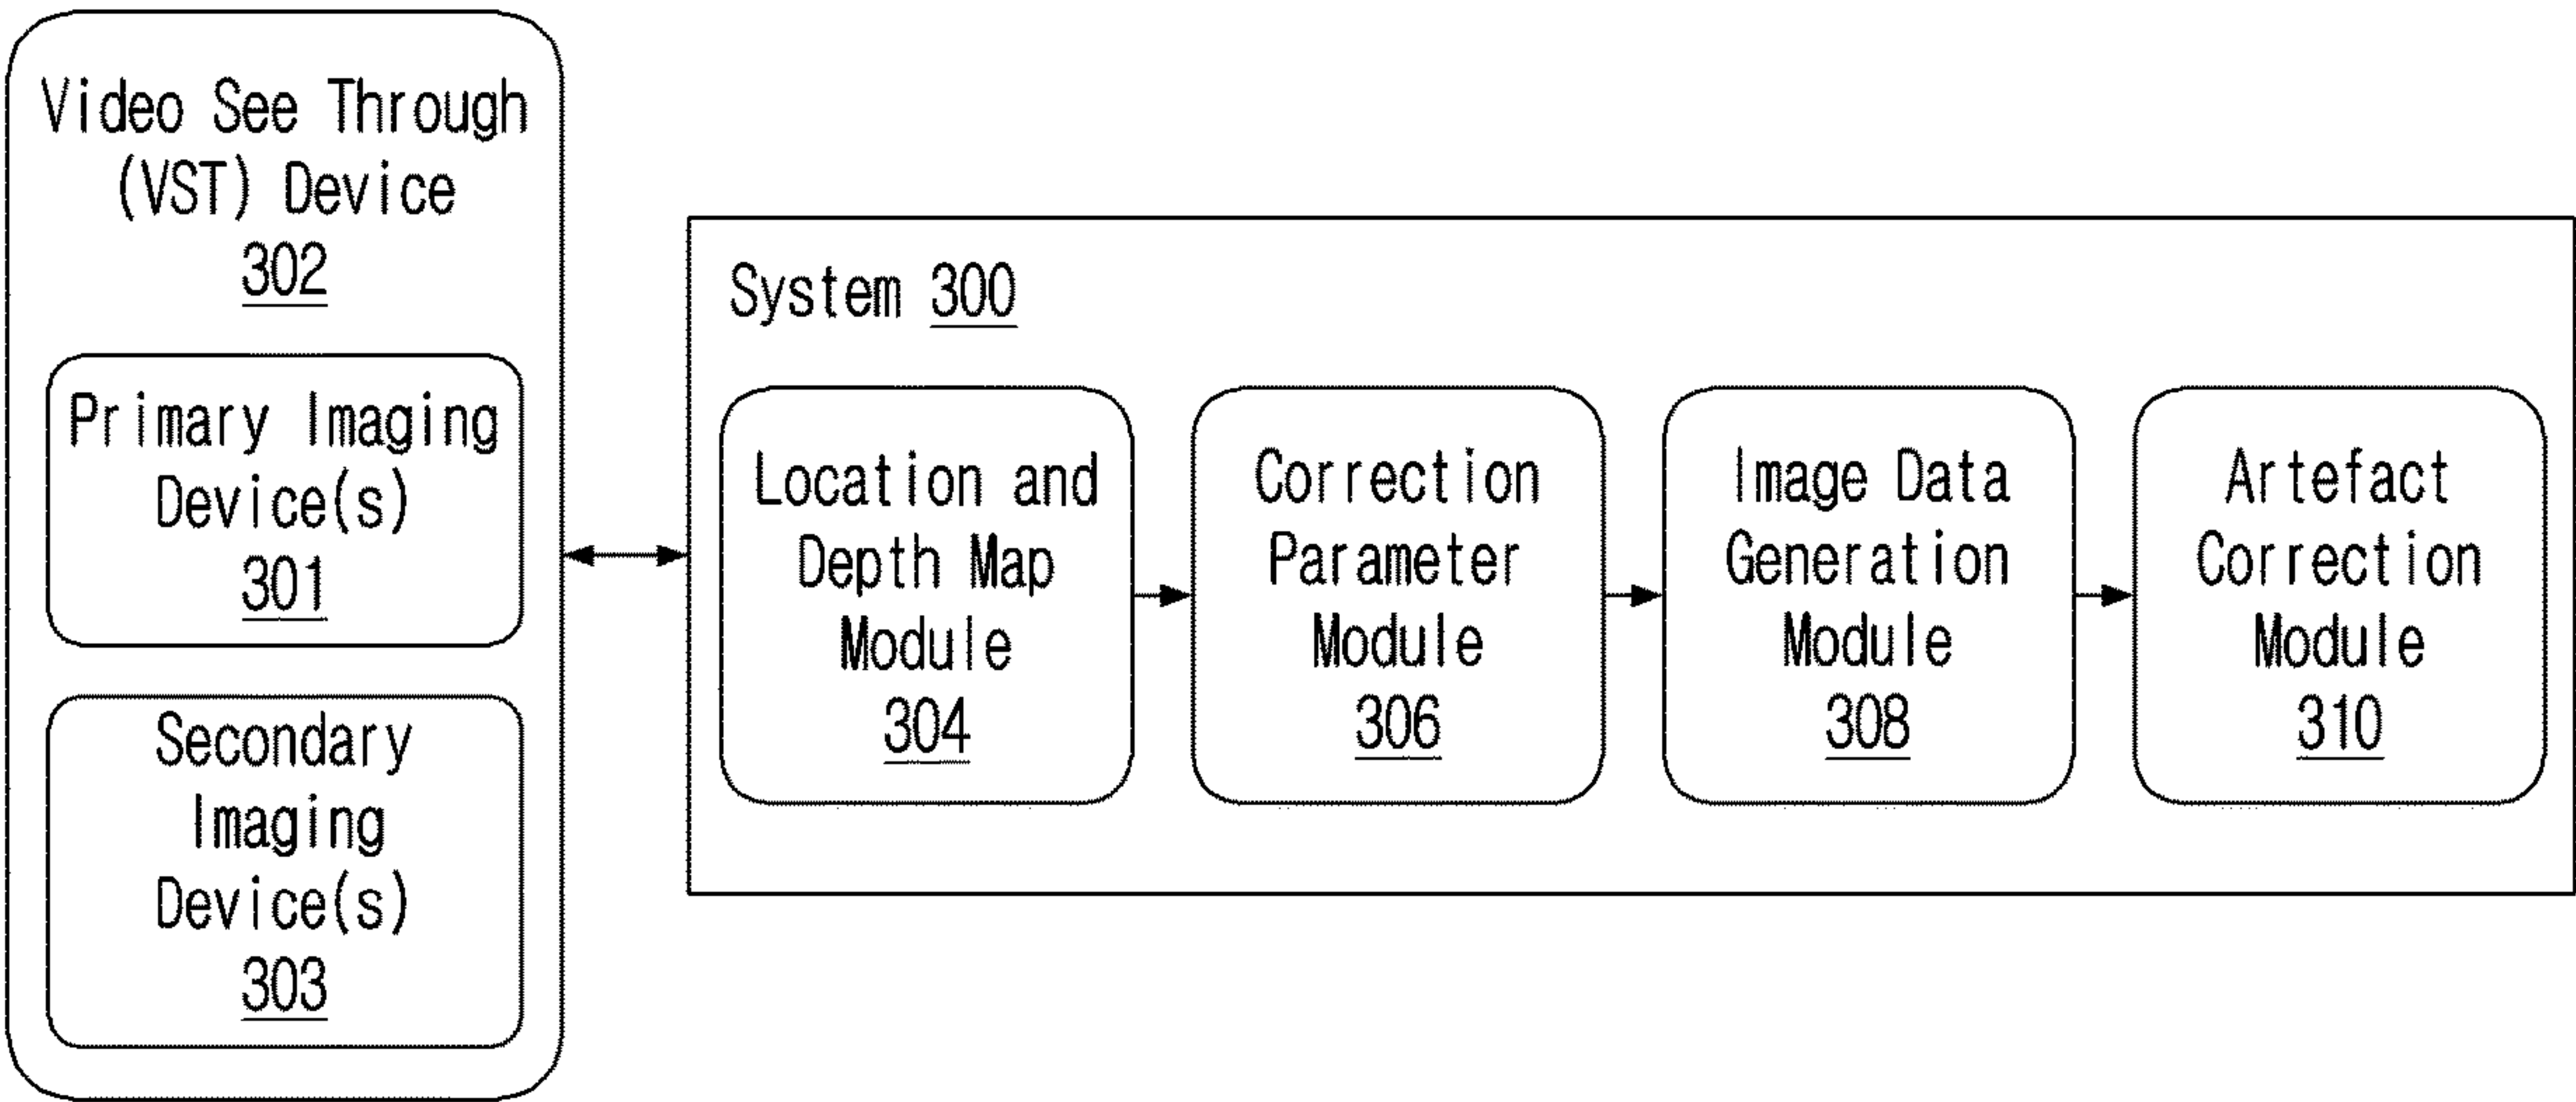 Video See Through
(VST) Device
302
Primary Imaging
Device(s)
301
Secondary
Imaging
Device(s)
303
System 300
Location and
Depth Map
Module
304
Correction
Parameter
Module
306
Image Data
Generation
Module
308
Artefact
Correction
Module
310